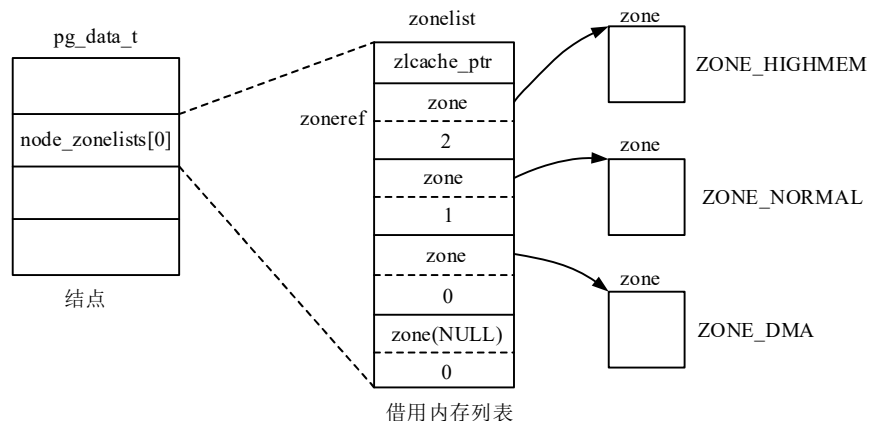 pg_data_t
node_zonelists[0]
结点
zonelist
zoneref
zlcache_ptr
zone
2
zone
1
zone
0
zone(NULL)
0
借用内存列表
zone
ZONE_HIGHMEM
zone
ZONE_NORMAL
zone
ZONE_DMA